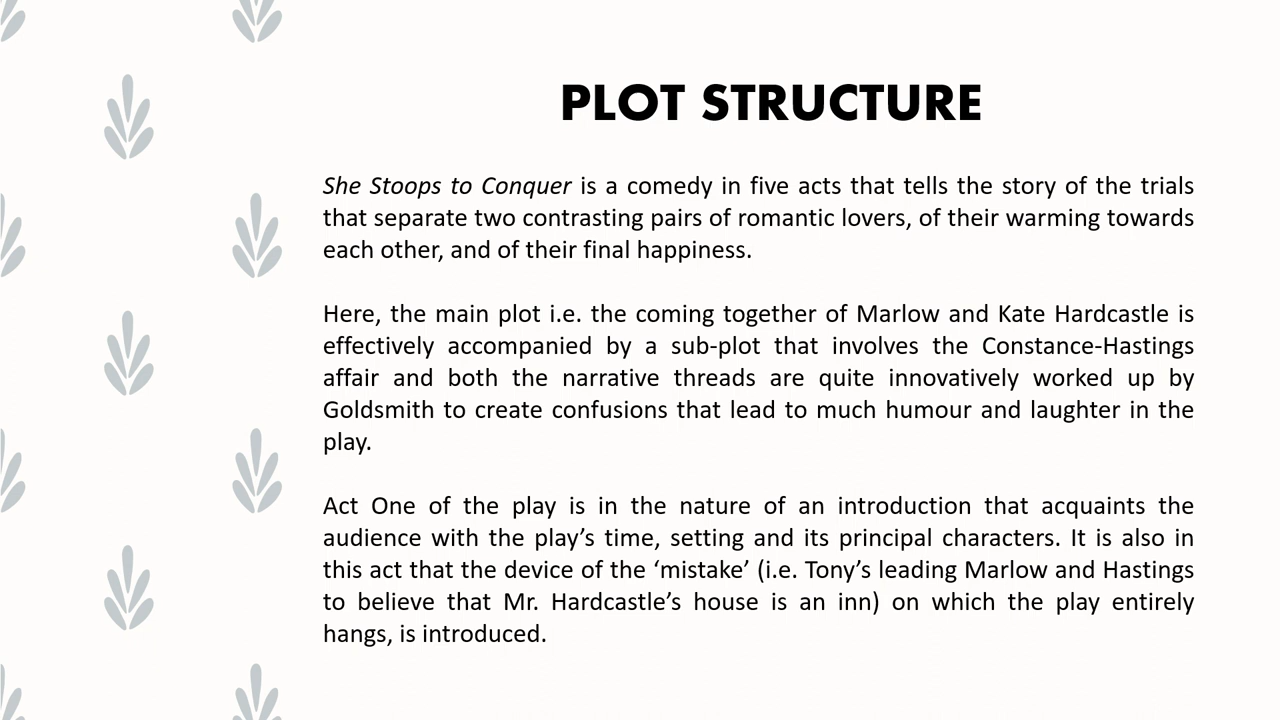 PLOT STRUCTURE
She Stoops to Conquer is a comedy in five acts that tells the story of the trials
that separate two contrasting pairs of romantic lovers, of their warming towards
each other, and of their final happiness.
Here, the main plot i.e. the coming together of Marlow and Kate Hardcastle is
effectively accompanied by a sub-plot that involves the Constance-Hastings
affair and both the narrative threads are quite innovatively worked up by
Goldsmith to create confusions that lead to much humour and laughter in the
play.
Act One of the play is in the nature of an introduction that acquaints the
audience with the play’s time, setting and its principal characters. It is also in
this act that the device of the ‘mistake’ (i.e. Tony’s leading Marlow and Hastings
to believe that Mr. Hardcastle’s house is an inn) on which the play entirely
hangs, is introduced.